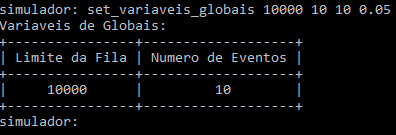 simulador: set_variaveis_globais 10000 10 10 0.05
Variaveis de Globais:
+-----------------+--------------------+
| Limite da Fila | Numero de Eventos |
+-----------------+--------------------+
| 10000 | 10 |
+-----------------+--------------------+
simulador: